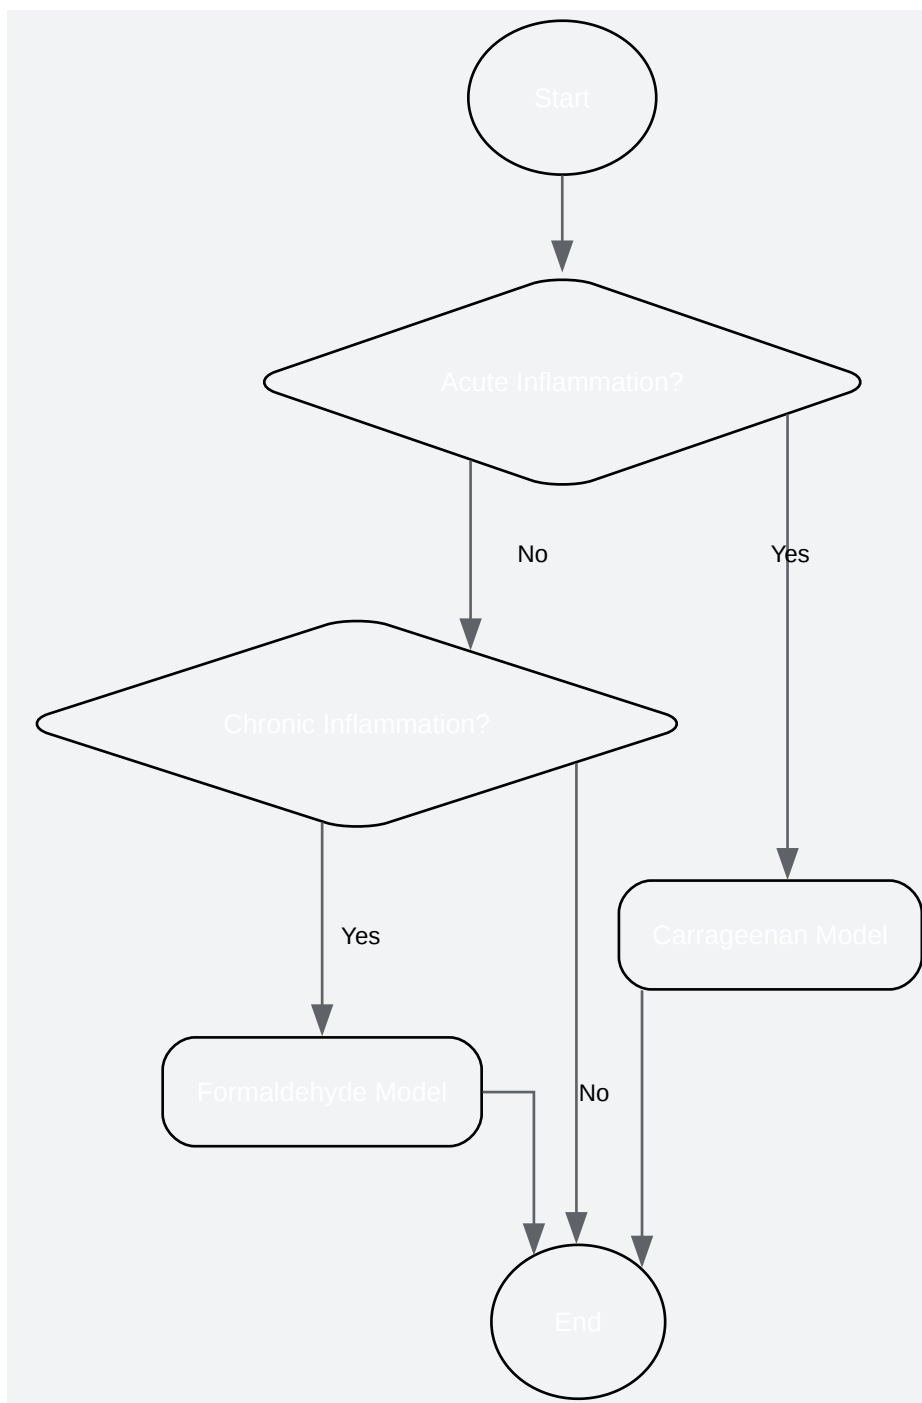 Start
Acute Inflammation?
No
Yes
Chronic Inflammation?
Yes
Carrageenan Model
Formaldehyde Model
No
End